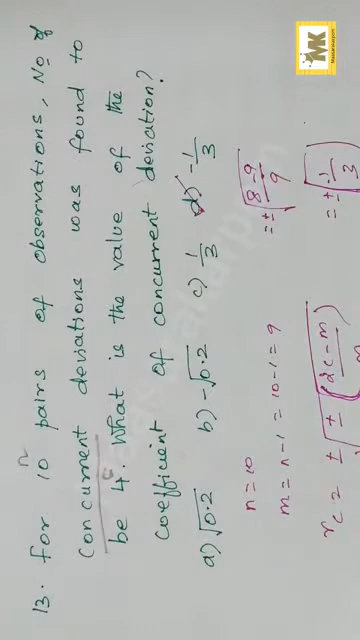 13. For 10 pairs of observations, No of
n
concurrent deviations was found to
be 4. What is the value of the
c
coefficient of concurrent deviation?
a) √0.2 b) -√0.2 c) 1/3 d) -1/3
n = 10
m = n-1 = 10-1 = 9
= ±√(8-9/9)
rc = ±√±(2c-m/m)
= ±√(1/3)
MK